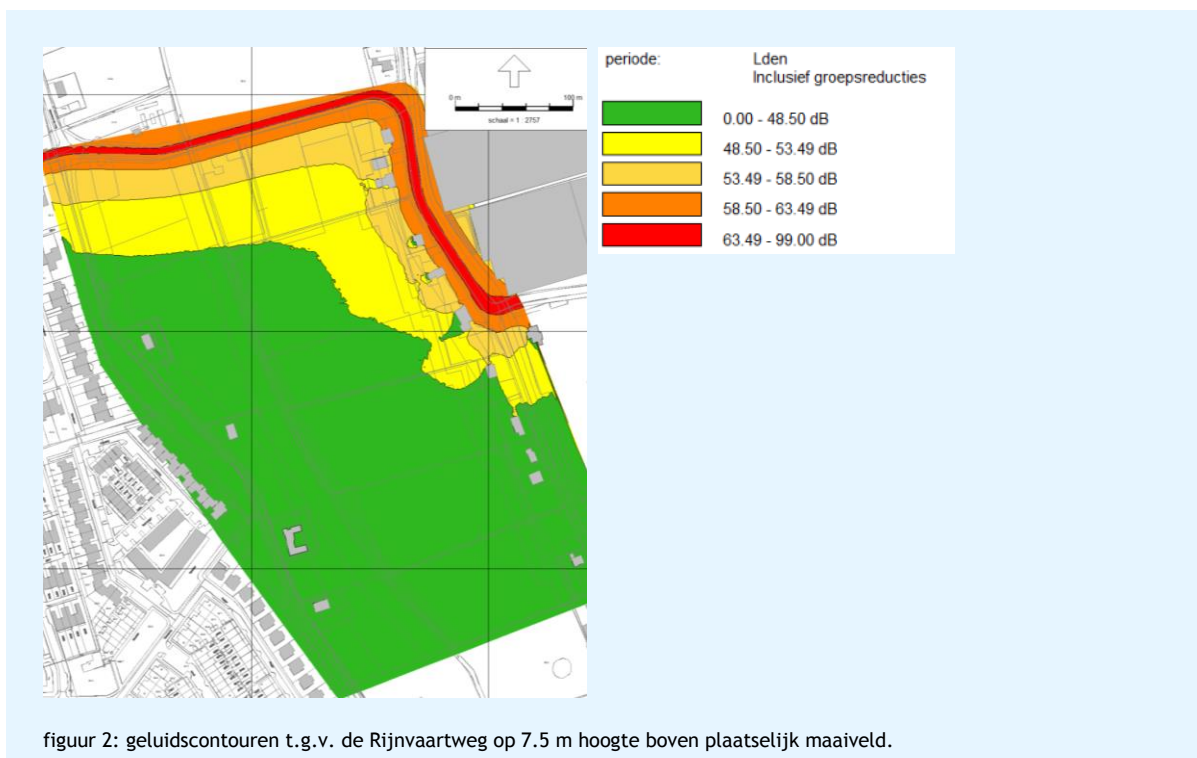 0 m 100 m
schaal = 1 : 2757
periode: Lden
Inclusief groepsreducties
0.00 - 48.50 dB
48.50 - 53.49 dB
53.49 - 58.50 dB
58.50 - 63.49 dB
63.49 - 99.00 dB
figuur 2: geluidscontouren t.g.v. de Rijnvaartweg op 7.5 m hoogte boven plaatselijk maaiveld.